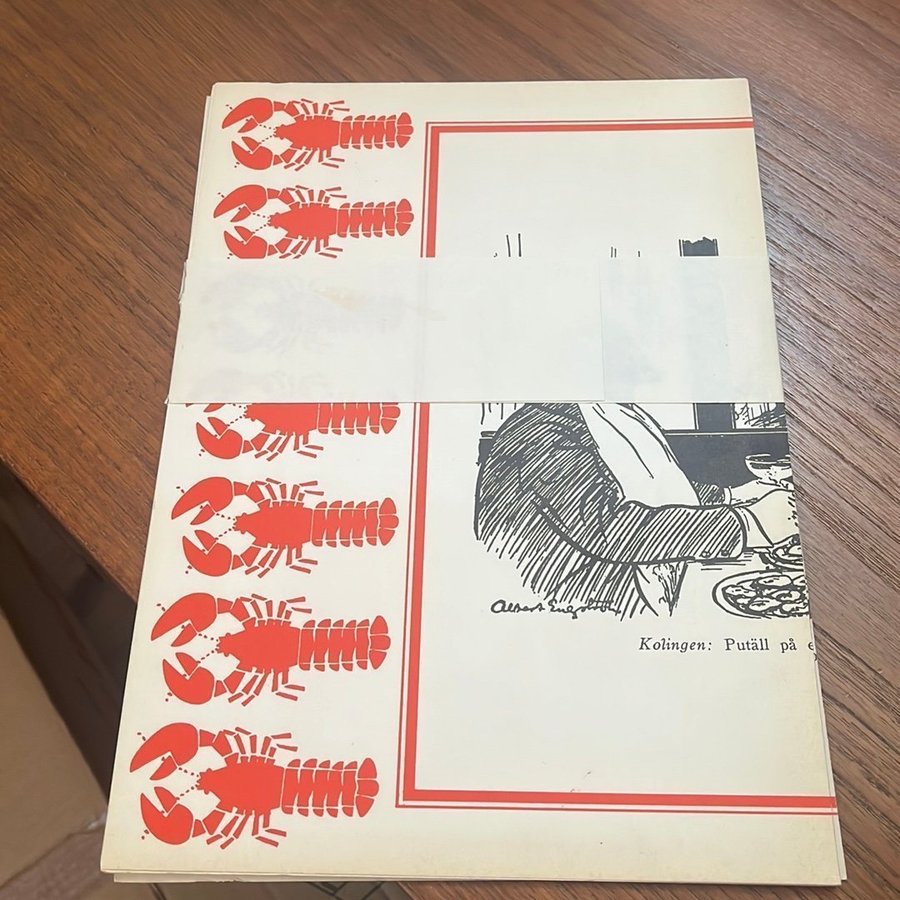 Albert Engström
Kolingen: Putäll på